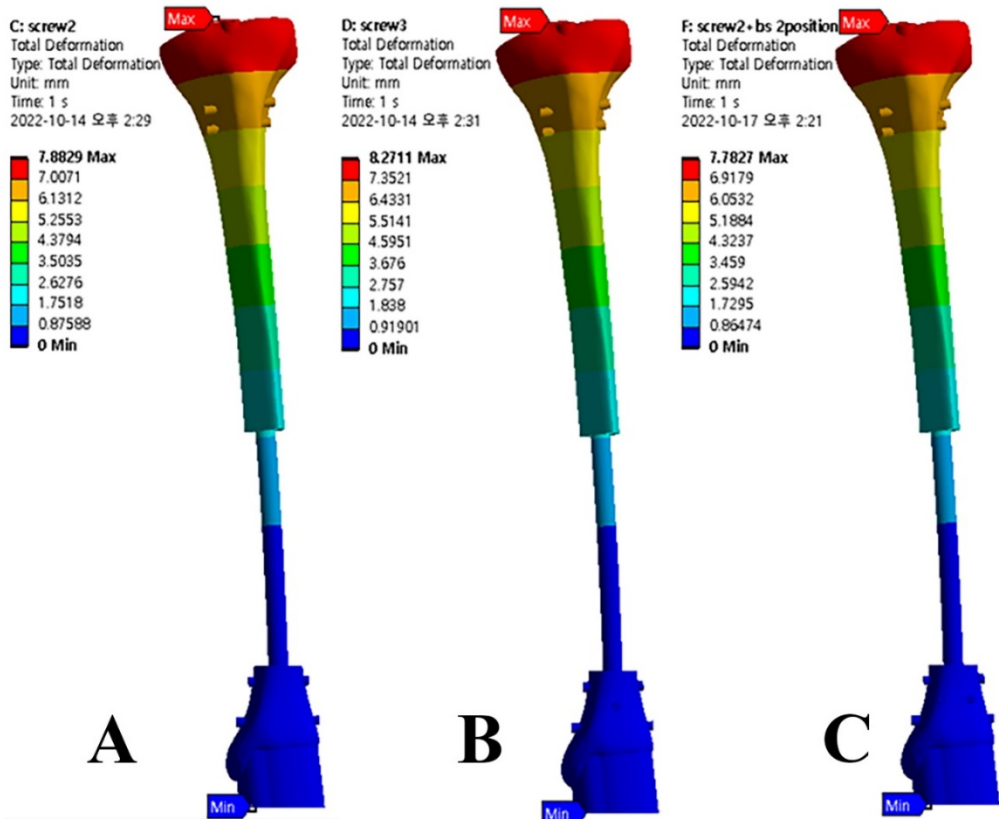 C: screw2
Total Deformation
Type: Total Deformation
Unit: mm
Time: 1 s
2022-10-14 오후 2:29
7.8829 Max
7.0071
6.1312
5.2553
4.3794
3.5035
2.6276
1.7518
0.87588
0 Min
Max
Min
A
D: screw3
Total Deformation
Type: Total Deformation
Unit: mm
Time: 1 s
2022-10-14 오후 2:31
8.2711 Max
7.3521
6.4331
5.5141
4.5951
3.676
2.757
1.838
0.91901
0 Min
Max
Min
B
F: screw2+bs 2position
Total Deformation
Type: Total Deformation
Unit: mm
Time: 1 s
2022-10-17 오후 2:21
7.7827 Max
6.9179
6.0532
5.1884
4.3237
3.459
2.5942
1.7295
0.86474
0 Min
Max
Min
C